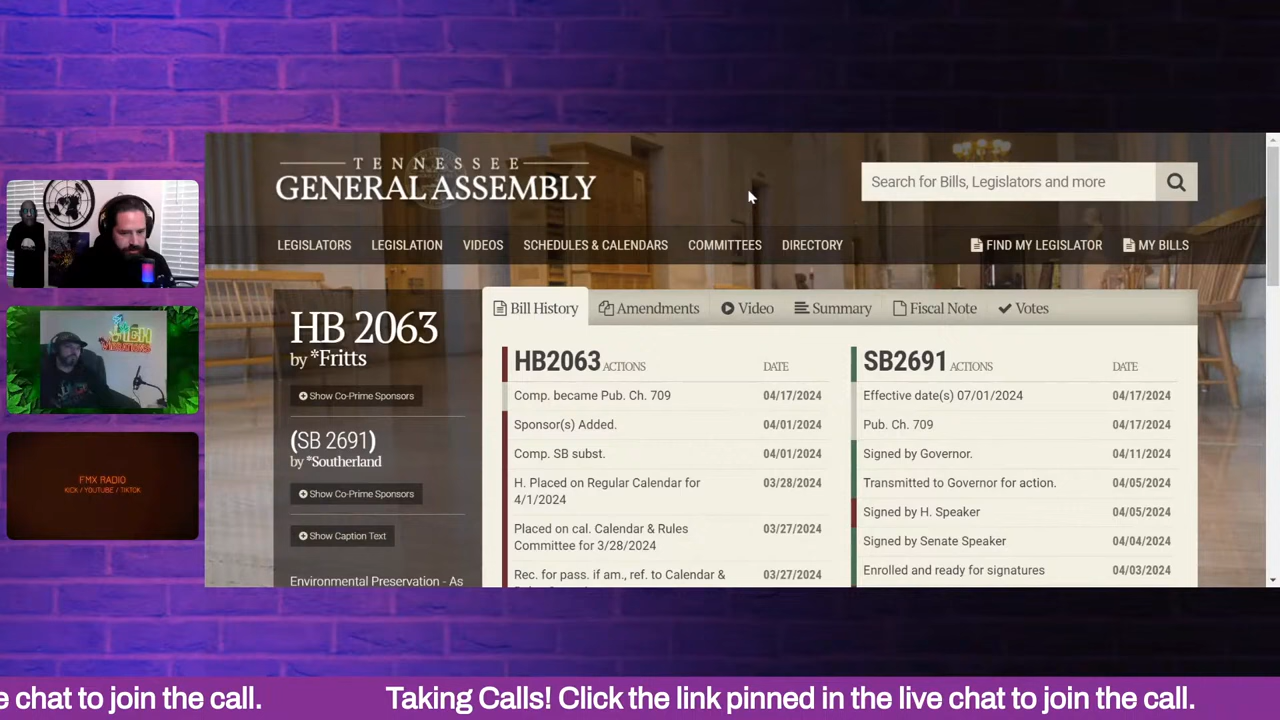 TENNESSEE
GENERAL ASSEMBLY
Search for Bills, Legislators and more
LEGISLATORS LEGISLATION VIDEOS SCHEDULES & CALENDARS COMMITTEES DIRECTORY FIND MY LEGISLATOR MY BILLS
HB 2063
by *Fritts
Show Co-Prime Sponsors
(SB 2691)
by *Southerland
Show Co-Prime Sponsors
Show Caption Text
Environmental Preservation - As
Bill History Amendments Video Summary Fiscal Note Votes
HB2063 ACTIONS DATE
Comp. became Pub. Ch. 709 04/17/2024
Sponsor(s) Added. 04/01/2024
Comp. SB subst. 04/01/2024
H. Placed on Regular Calendar for 03/28/2024
4/1/2024
Placed on cal. Calendar & Rules 03/27/2024
Committee for 3/28/2024
Rec. for pass. if am., ref. to Calendar & 03/27/2024
SB2691 ACTIONS DATE
Effective date(s) 07/01/2024 04/17/2024
Pub. Ch. 709 04/17/2024
Signed by Governor. 04/11/2024
Transmitted to Governor for action. 04/05/2024
Signed by H. Speaker 04/05/2024
Signed by Senate Speaker 04/04/2024
Enrolled and ready for signatures 04/03/2024
FMX RADIO
KICK / YOUTUBE / TIKTOK
e chat to join the call. Taking Calls! Click the link pinned in the live chat to join the call.